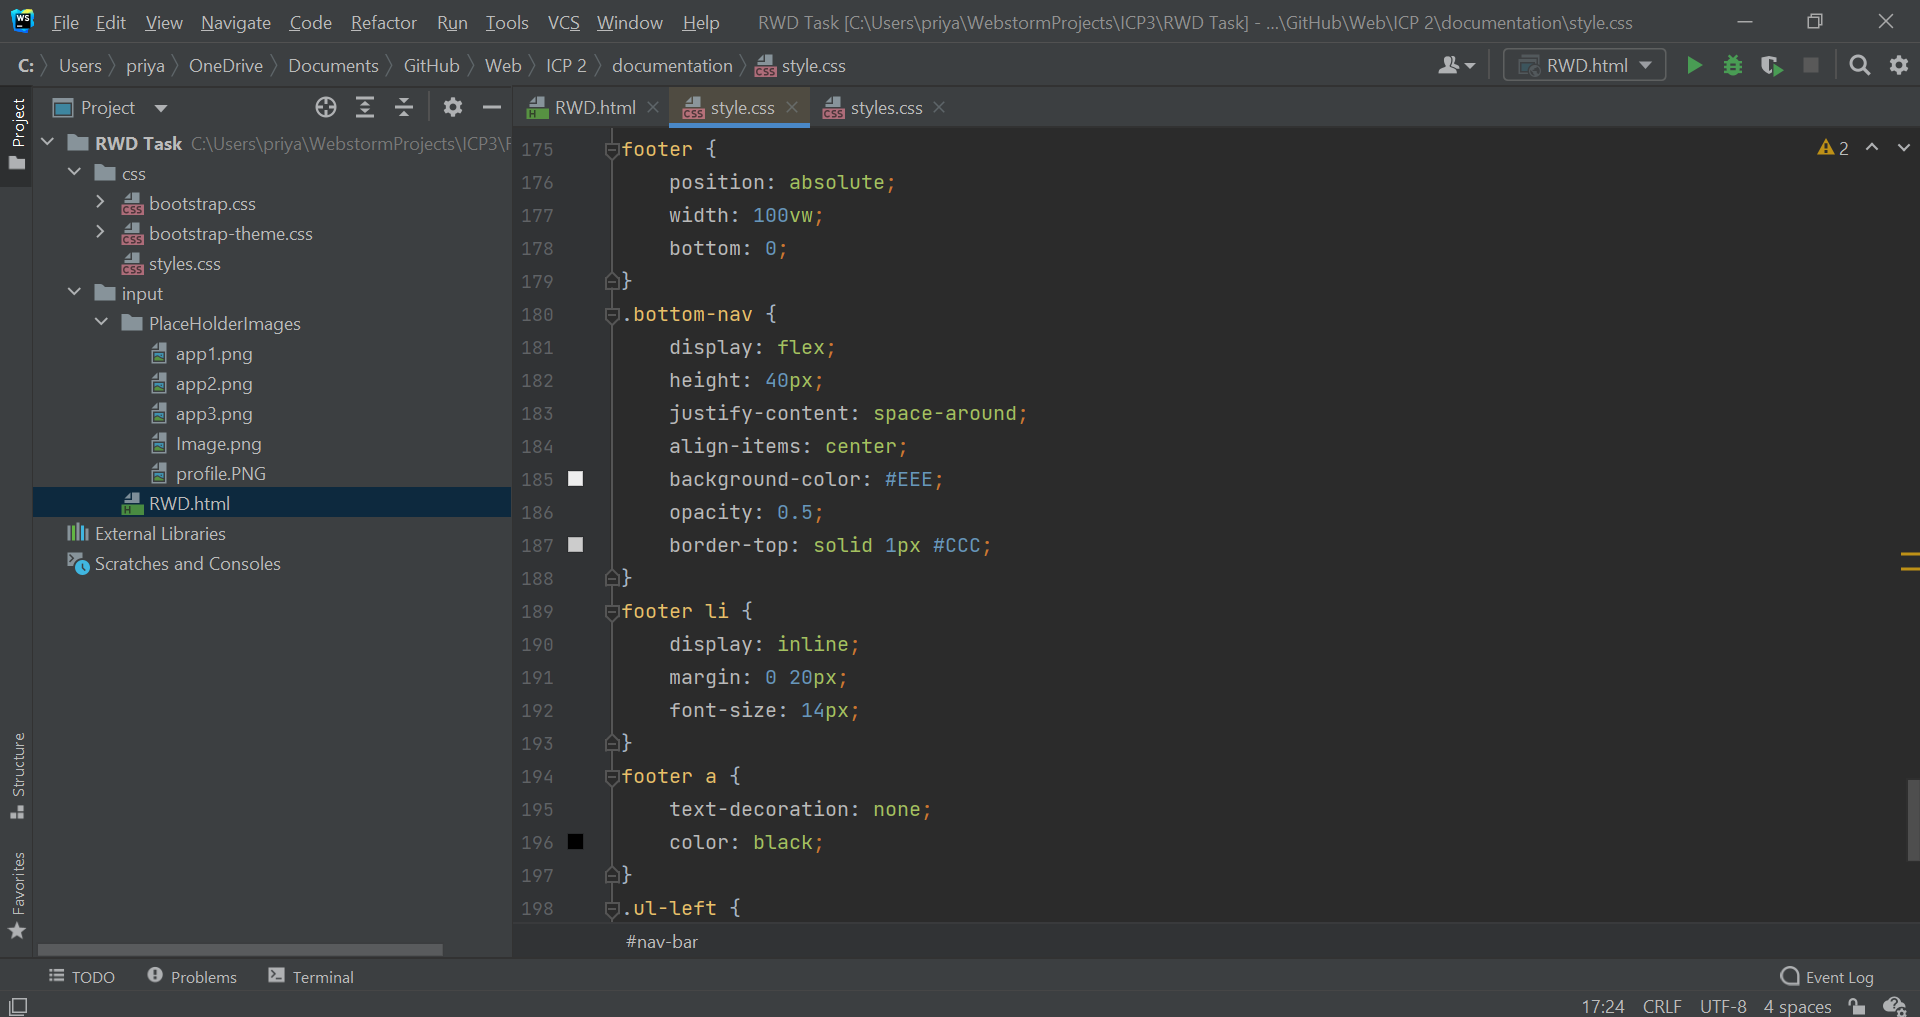 WS File Edit View Navigate Code Refactor Run Tools VCS Window Help RWD Task [C:\Users\priya\WebstormProjects\ICP3\RWD Task] - ...\GitHub\Web\ICP 2\documentation\style.css
C: Users priya OneDrive Documents GitHub Web ICP 2 documentation style.css RWD.html
Project
Project
RWD.html style.css styles.css
RWD Task C:\Users\priya\WebstormProjects\ICP3\F
css
bootstrap.css
bootstrap-theme.css
styles.css
input
PlaceHolderImages
app1.png
app2.png
app3.png
Image.png
profile.PNG
RWD.html
External Libraries
Scratches and Consoles
Structure
Favorites
2
175 footer {
176 position: absolute;
177 width: 100vw;
178 bottom: 0;
179 }
180 .bottom-nav {
181 display: flex;
182 height: 40px;
183 justify-content: space-around;
184 align-items: center;
185 background-color: #EEE;
186 opacity: 0.5;
187 border-top: solid 1px #CCC;
188 }
189 footer li {
190 display: inline;
191 margin: 0 20px;
192 font-size: 14px;
193 }
194 footer a {
195 text-decoration: none;
196 color: black;
197 }
198 .ul-left {
#nav-bar
TODO Problems Terminal Event Log
17:24 CRLF UTF-8 4 spaces